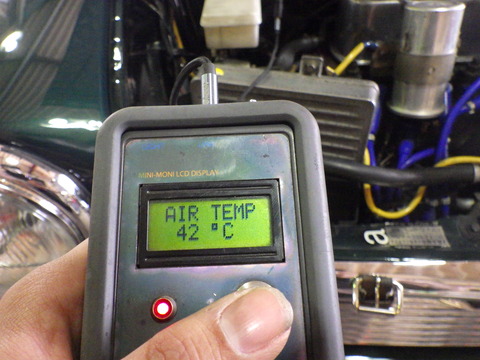 MINI-MONI LCD DISPLAY
AIR TEMP
42 °C
a